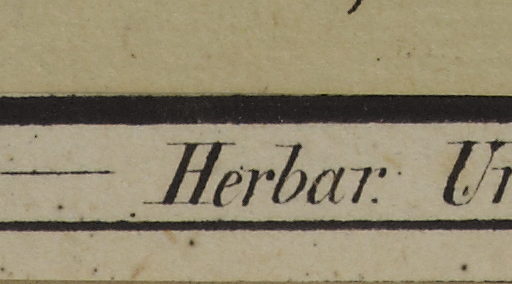 — Herbar.